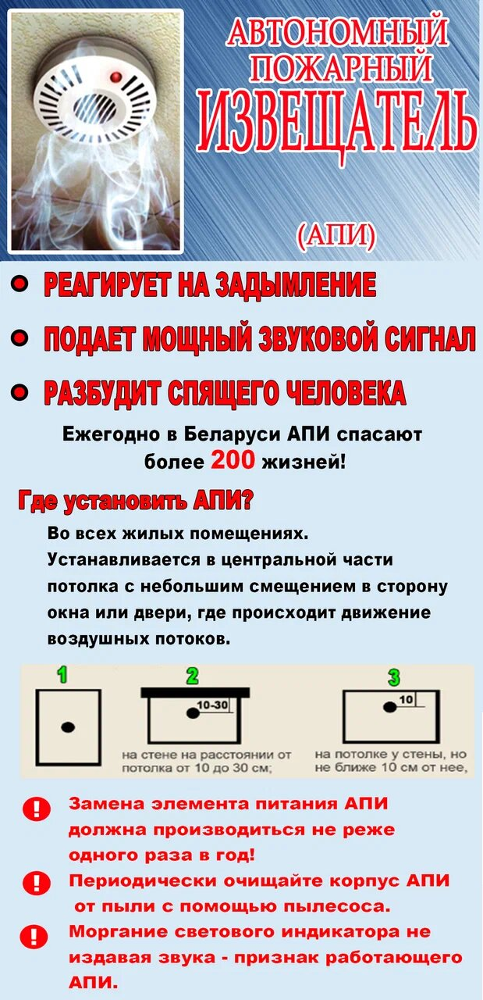 АВТОНОМНЫЙ
ПОЖАРНЫЙ
ИЗВЕЩАТЕЛЬ
(АПИ)
РЕАГИРУЕТ НА ЗАДЫМЛЕНИЕ
ПОДАЕТ МОЩНЫЙ ЗВУКОВОЙ СИГНАЛ
РАЗБУДИТ СПЯЩЕГО ЧЕЛОВЕКА
Ежегодно в Беларуси АПИ спасают
более 200 жизней!
Где установить АПИ?
Во всех жилых помещениях.
Устанавливается в центральной части
потолка с небольшим смещением в сторону
окна или двери, где происходит движение
воздушных потоков.
1
2
10-30
на стене на расстоянии от
потолка от 10 до 30 см;
3
10
на потолке у стены, но
не ближе 10 см от нее,
! Замена элемента питания АПИ
должна производиться не реже
одного раза в год!
! Периодически очищайте корпус АПИ
от пыли с помощью пылесоса.
! Моргание светового индикатора не
издавая звука - признак работающего
АПИ.